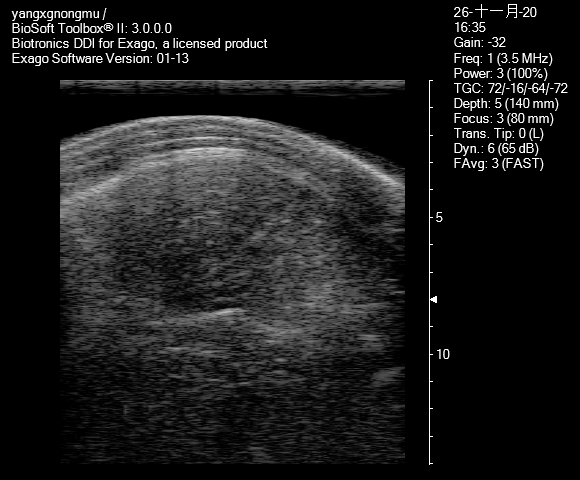 yangxgnongmu /
BioSoft Toolbox® II: 3.0.0.0
Biotronics DDI for Exago, a licensed product
Exago Software Version: 01-13
26-十一月-20
16:35
Gain: -32
Freq: 1 (3.5 MHz)
Power: 3 (100%)
TGC: 72/-16/-64/-72
Depth: 5 (140 mm)
Focus: 3 (80 mm)
Trans. Tip: 0 (L)
Dyn.: 6 (65 dB)
FAvg: 3 (FAST)
5
10